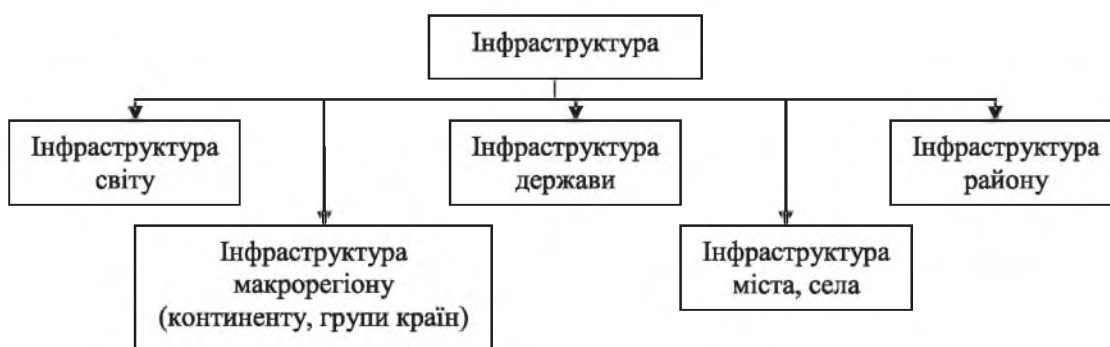 Інфраструктура
Інфраструктура
світу
Інфраструктура
держави
Інфраструктура
району
Інфраструктура
макрорегіону
(континенту, групи країн)
Інфраструктура
міста, села